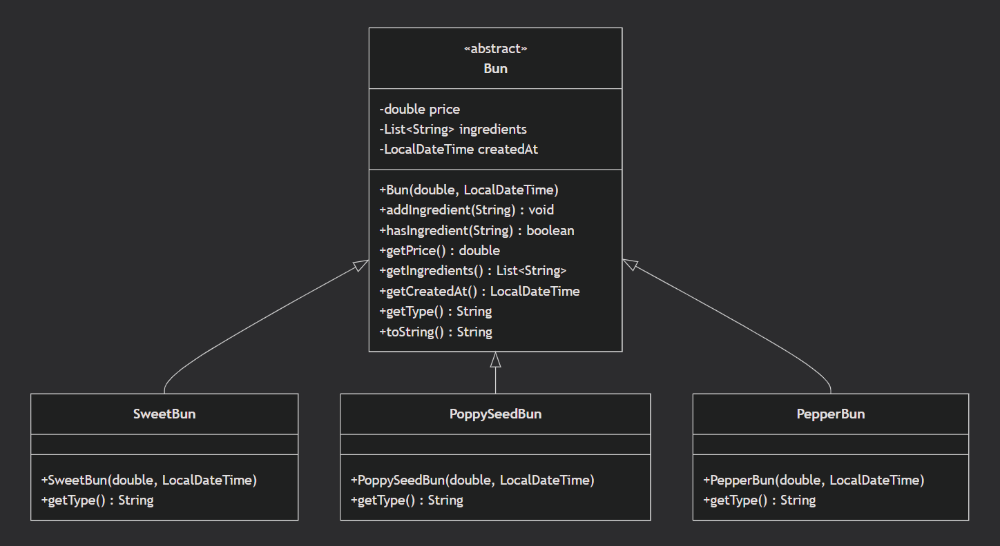 «abstract»
Bun
-double price
-List<String> ingredients
-LocalDateTime createdAt
+Bun(double, LocalDateTime)
+addIngredient(String) : void
+hasIngredient(String) : boolean
+getPrice() : double
+getIngredients() : List<String>
+getCreatedAt() : LocalDateTime
+getType() : String
+toString() : String
SweetBun
+SweetBun(double, LocalDateTime)
+getType() : String
PoppySeedBun
+PoppySeedBun(double, LocalDateTime)
+getType() : String
PepperBun
+PepperBun(double, LocalDateTime)
+getType() : String